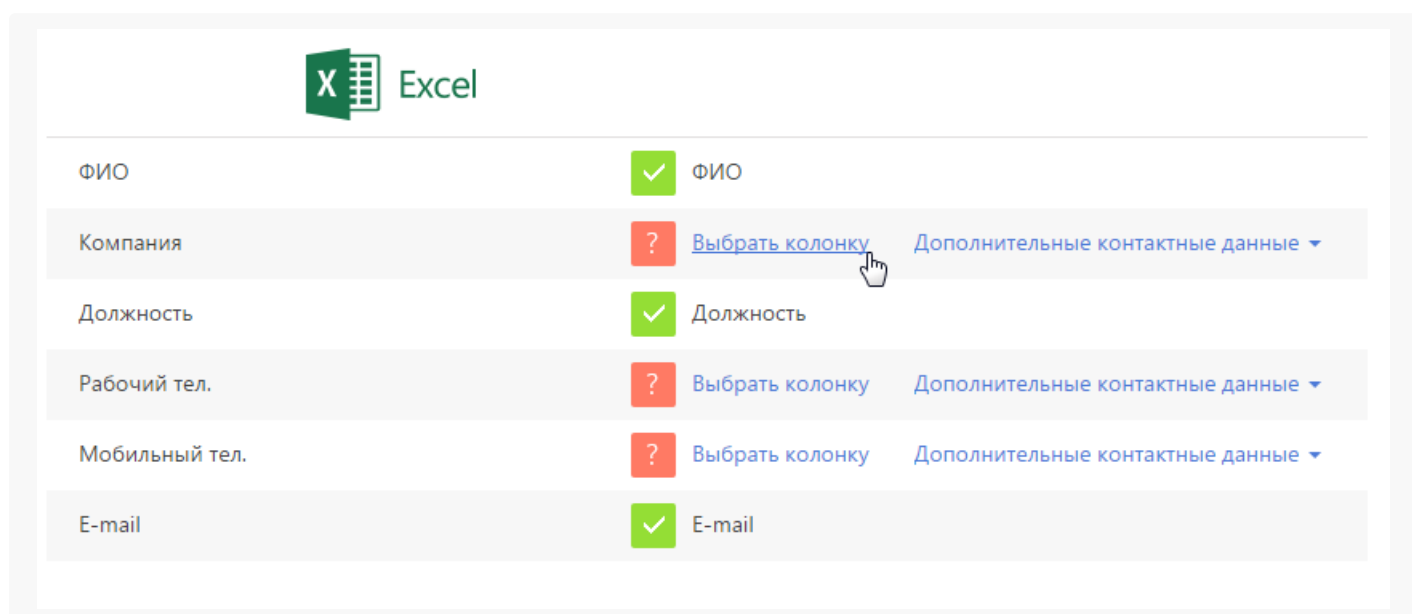 X Excel
ФИО ФИО
Компания ? Выбрать колонку Дополнительные контактные данные
Должность Должность
Рабочий тел. ? Выбрать колонку Дополнительные контактные данные
Мобильный тел. ? Выбрать колонку Дополнительные контактные данные
E-mail E-mail